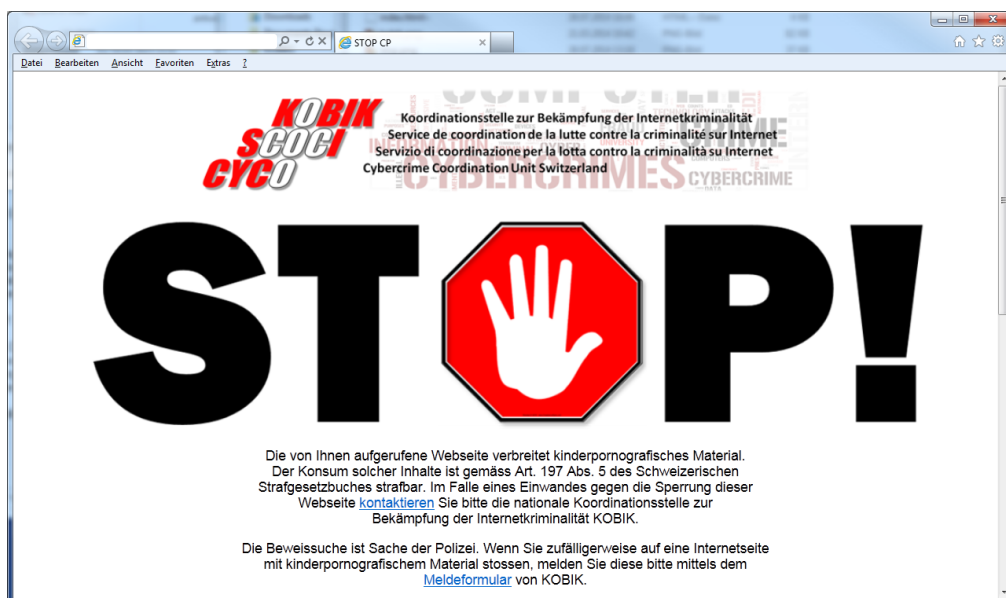 STOP CP
Datei Bearbeiten Ansicht Favoriten Extras ?
KOBIK
SCOCI
CYCO
Koordinationsstelle zur Bekämpfung der Internetkriminalität
Service de coordination de la lutte contre la criminalité sur Internet
Servizio di coordinazione per la lotta contro la criminalità su Internet
Cybercrime Coordination Unit Switzerland
CRIME
CYBERCRIMES
CYBERCRIME
STOP!
Die von Ihnen aufgerufene Webseite verbreitet kinderpornografisches Material.
Der Konsum solcher Inhalte ist gemäss Art. 197 Abs. 5 des Schweizerischen
Strafgesetzbuches strafbar. Im Falle eines Einwandes gegen die Sperrung dieser
Webseite kontaktieren Sie bitte die nationale Koordinationsstelle zur
Bekämpfung der Internetkriminalität KOBIK.
Die Beweissuche ist Sache der Polizei. Wenn Sie zufälligerweise auf eine Internetseite
mit kinderpornografischem Material stossen, melden Sie diese bitte mittels dem
Meldeformular von KOBIK.